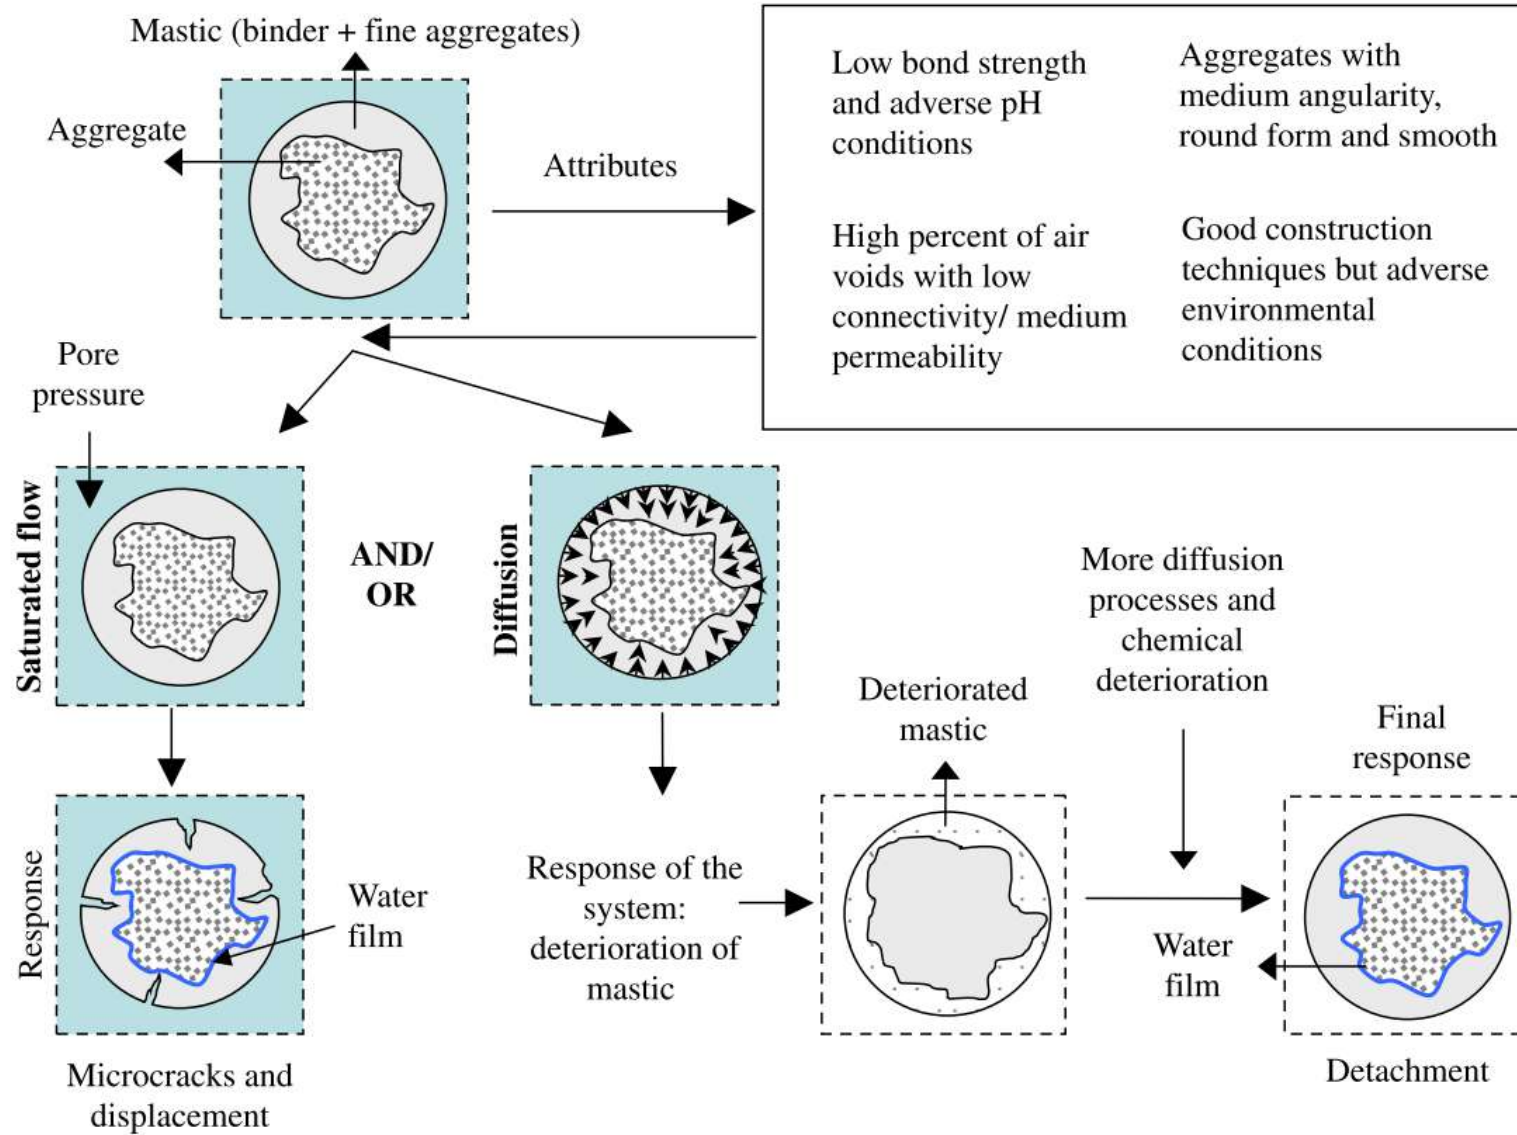 Mastic (binder + fine aggregates)
Aggregate
Attributes
Low bond strength
and adverse pH
conditions
Aggregates with
medium angularity,
round form and smooth
High percent of air
voids with low
connectivity/ medium
permeability
Good construction
techniques but adverse
environmental
conditions
Pore
pressure
Saturated flow
AND/
OR
Diffusion
More diffusion
processes and
chemical
deterioration
Deteriorated
mastic
Final
response
Response
Water
film
Response of the
system:
deterioration of
mastic
Water
film
Microcracks and
displacement
Detachment